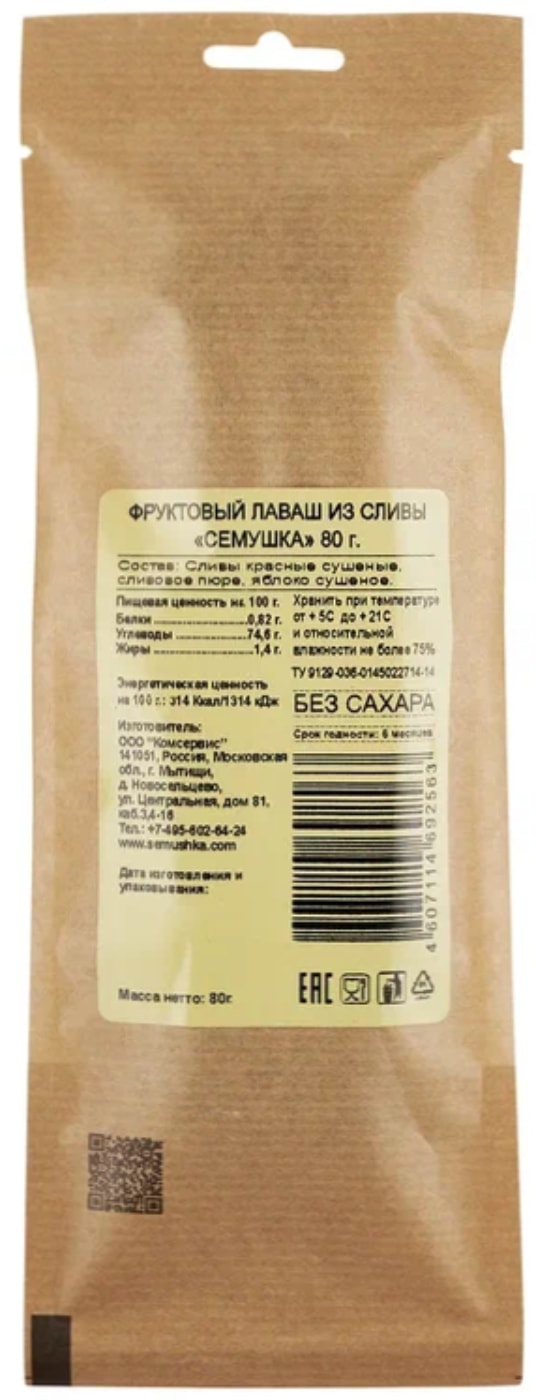 ФРУКТОВЫЙ ЛАВАШ ИЗ СЛИВЫ
«СЕМУШКА» 80 г.
Состав: Сливы красные сушеные,
сливовое пюре, яблоко сушеное.
Пищевая ценность на 100 г.
Белки ....................0,82 г.
Углеводы ................74,6 г.
Жиры ......................1,4 г.
Энергетическая ценность
на 100 г.: 314 Ккал/1314 кДж
Изготовитель:
ООО "Комсервис"
141051, Россия, Московская
обл., г. Мытищи,
д. Новосельцево,
ул. Центральная, дом 81,
каб.3,4-16
Тел.: +7-495-602-64-24
www.semushka.com
Дата изготовления и
упаковывания:
Масса нетто: 80г.
Хранить при температуре
от + 5С до + 21С
и относительной
влажности не более 75%
ТУ 9129-036-0145022714-14
БЕЗ САХАРА
Срок годности: 6 месяцев
4 607114 692563
EAC